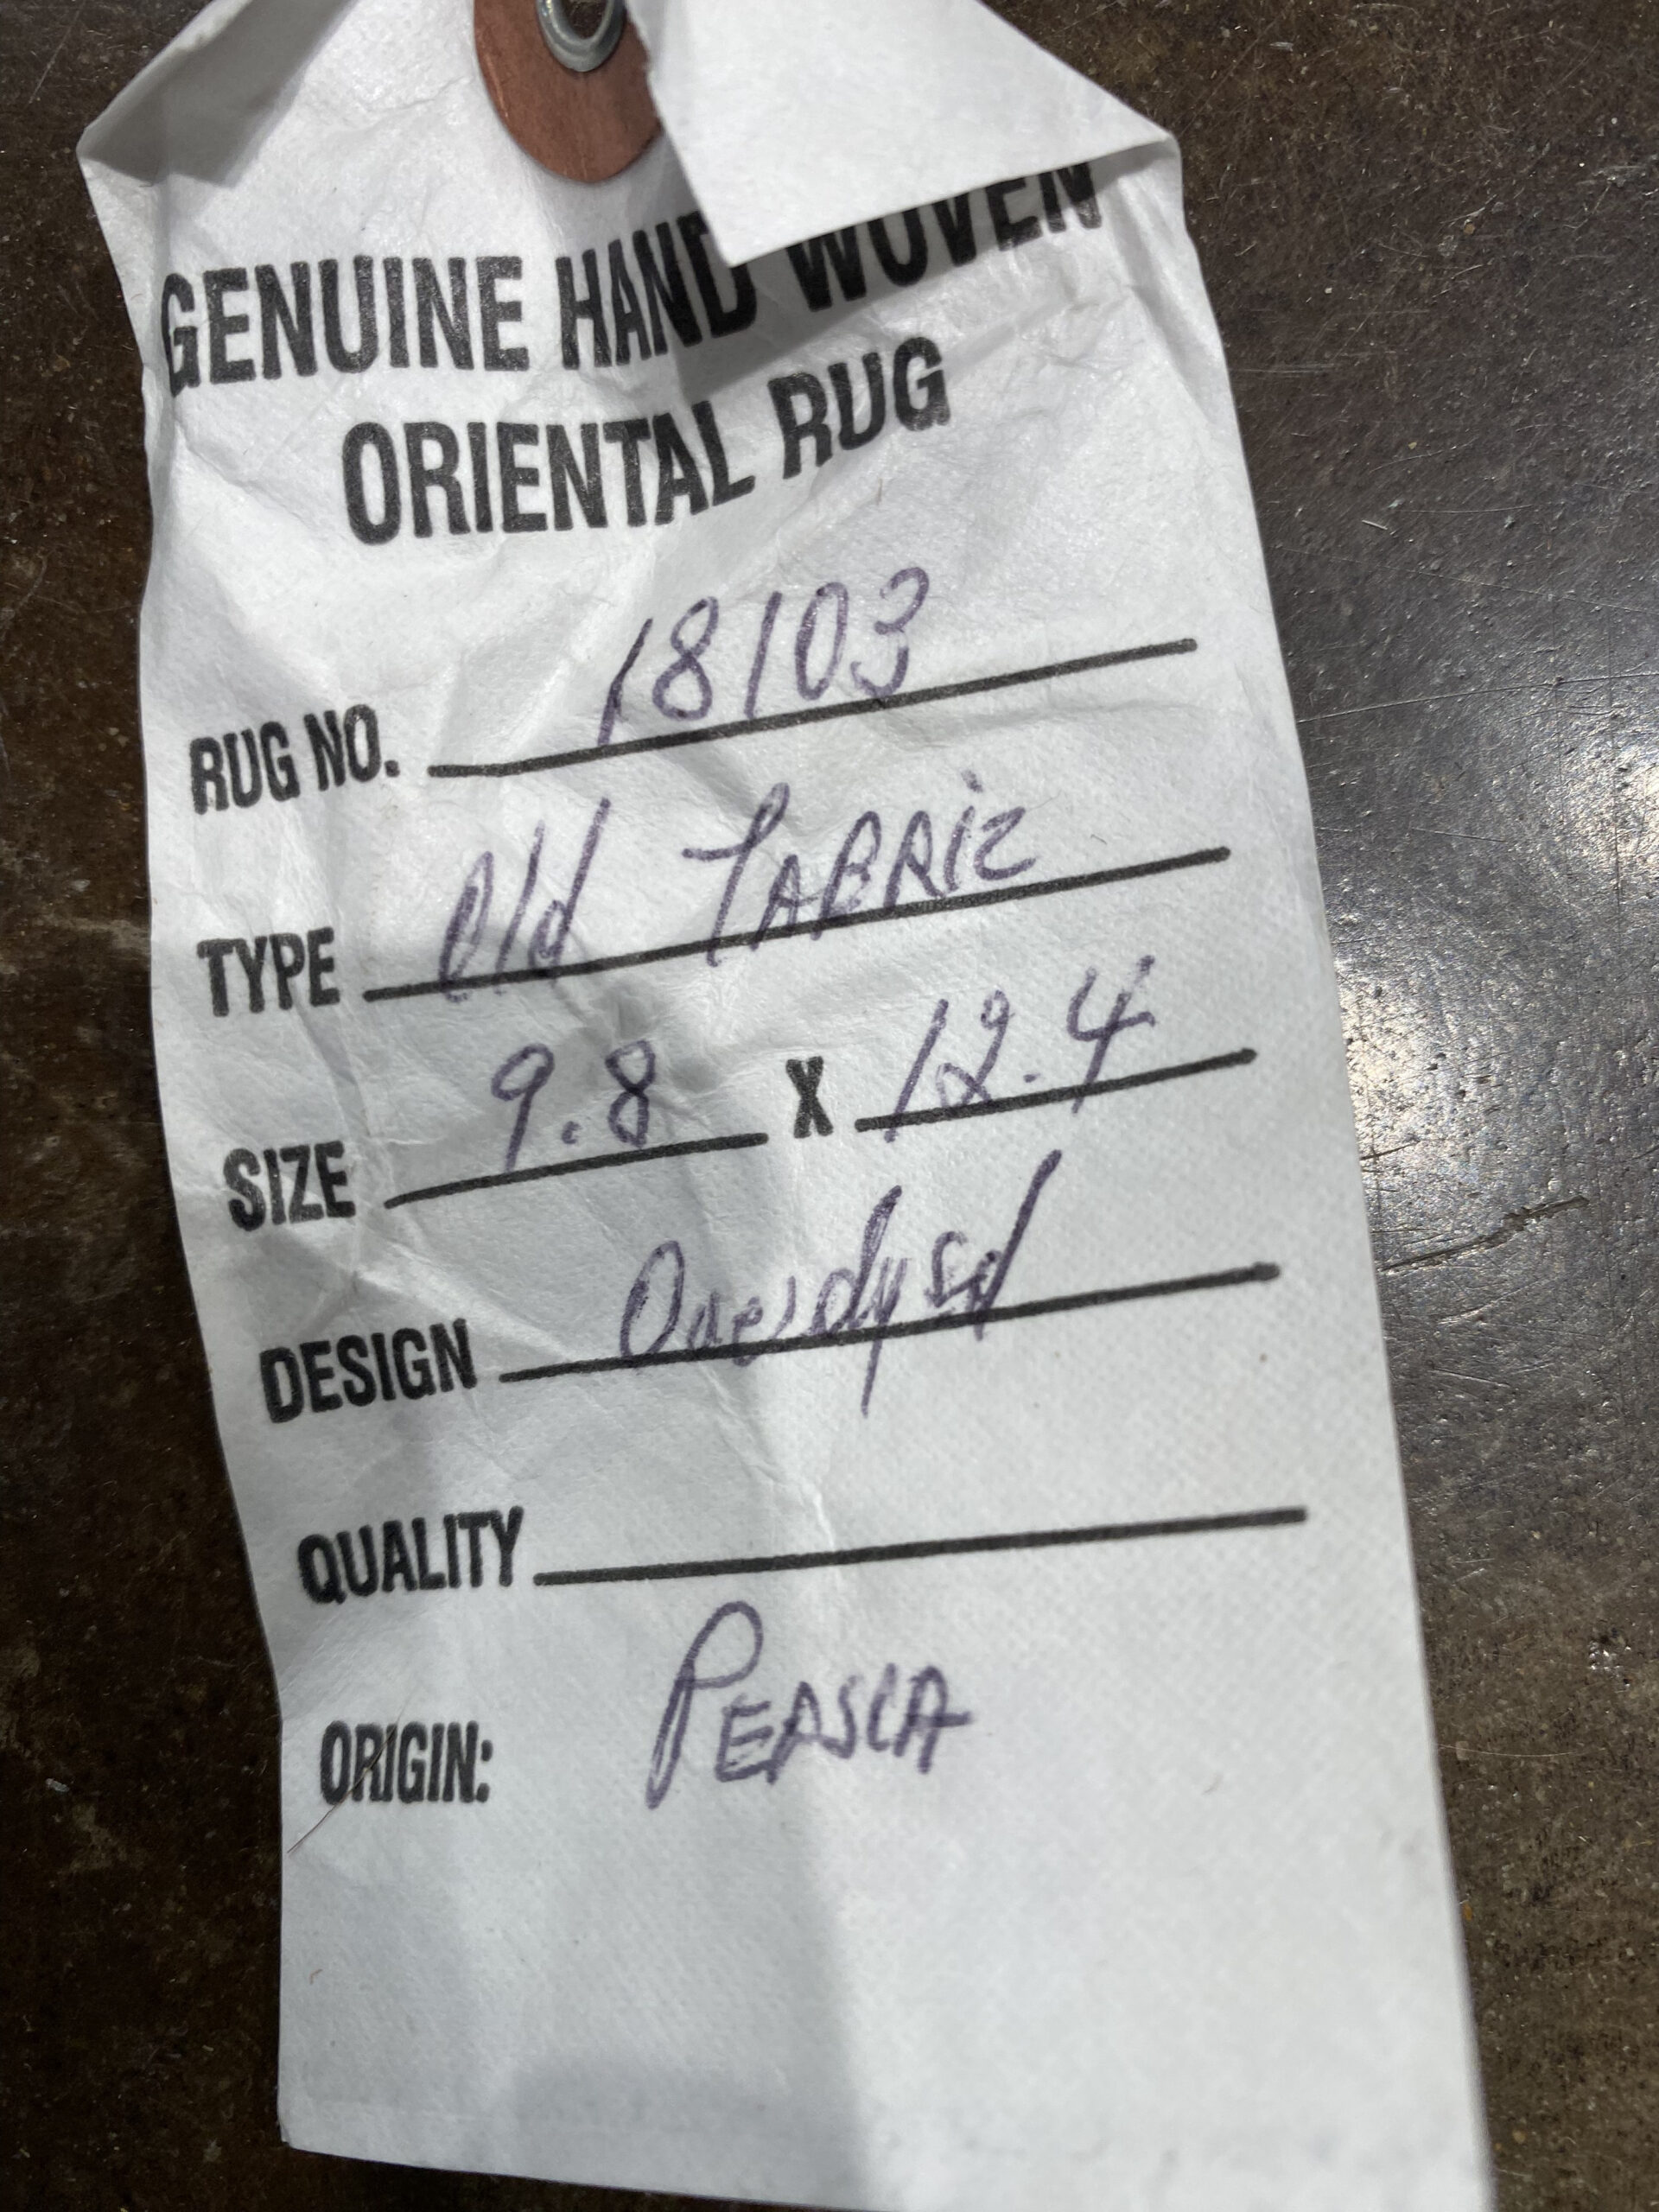 GENUINE HAND WOVEN
ORIENTAL RUG
RUG NO. 18103
TYPE Old TABRiz
SIZE 9.8 X 12.4
DESIGN Overdysd
QUALITY
ORIGIN: PERSIA